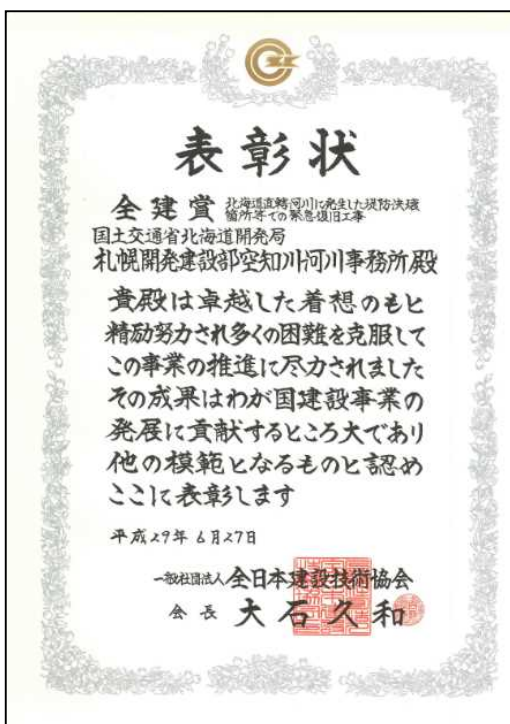 表彰状
全建賞 北海道直轄河川に発生した堤防決壊
箇所等での緊急復旧工事
国土交通省北海道開発局
札幌開発建設部空知川河川事務所殿
貴殿は卓越した着想のもと
精励努力され多くの困難を克服して
この事業の推進に尽力されました
その成果はわが国建設事業の
発展に貢献するところ大であり
他の模範となるものと認め
ここに表彰します
平成29年6月27日
一般社団法人 全日本建設技術協会
会長 大石久和